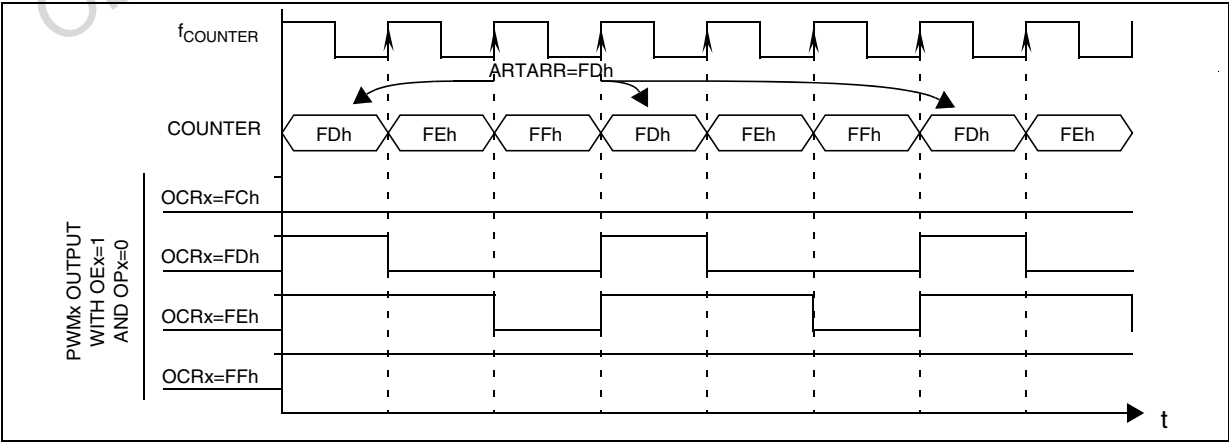 fCOUNTER
ARTARR=FDh
COUNTER
FDh FEh FFh FDh FEh FFh FDh FEh
PWMx OUTPUT
WITH OEx=1
AND OPx=0
OCRx=FCh
OCRx=FDh
OCRx=FEh
OCRx=FFh
t